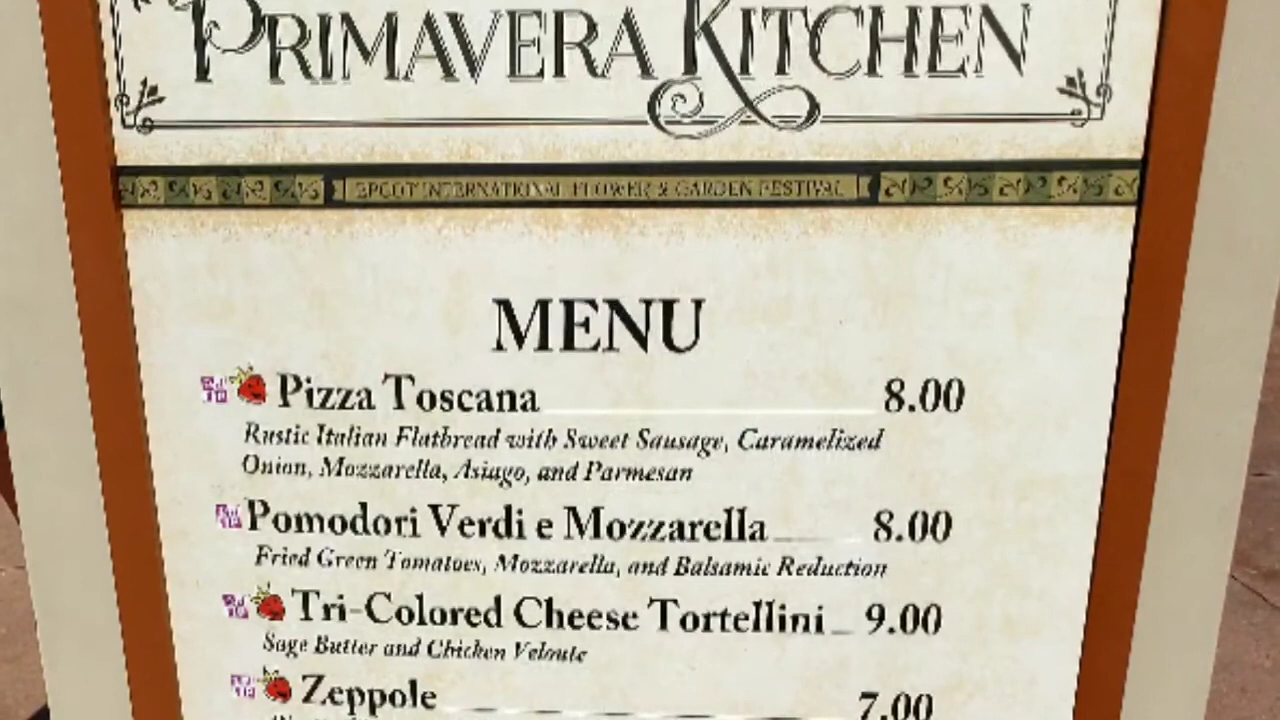 PRIMAVERA KITCHEN
EPCOT INTERNATIONAL FLOWER & GARDEN FESTIVAL
MENU
Pizza Toscana 8.00
Rustic Italian Flatbread with Sweet Sausage, Caramelized
Onion, Mozzarella, Asiago, and Parmesan
Pomodori Verdi e Mozzarella 8.00
Fried Green Tomatoes, Mozzarella, and Balsamic Reduction
Tri-Colored Cheese Tortellini 9.00
Sage Butter and Chicken Veloute
Zeppole 7.00